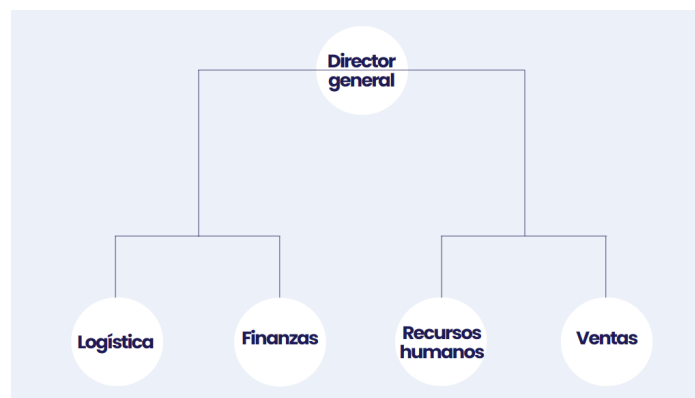 Director
general
Logística
Finanzas
Recursos
humanos
Ventas